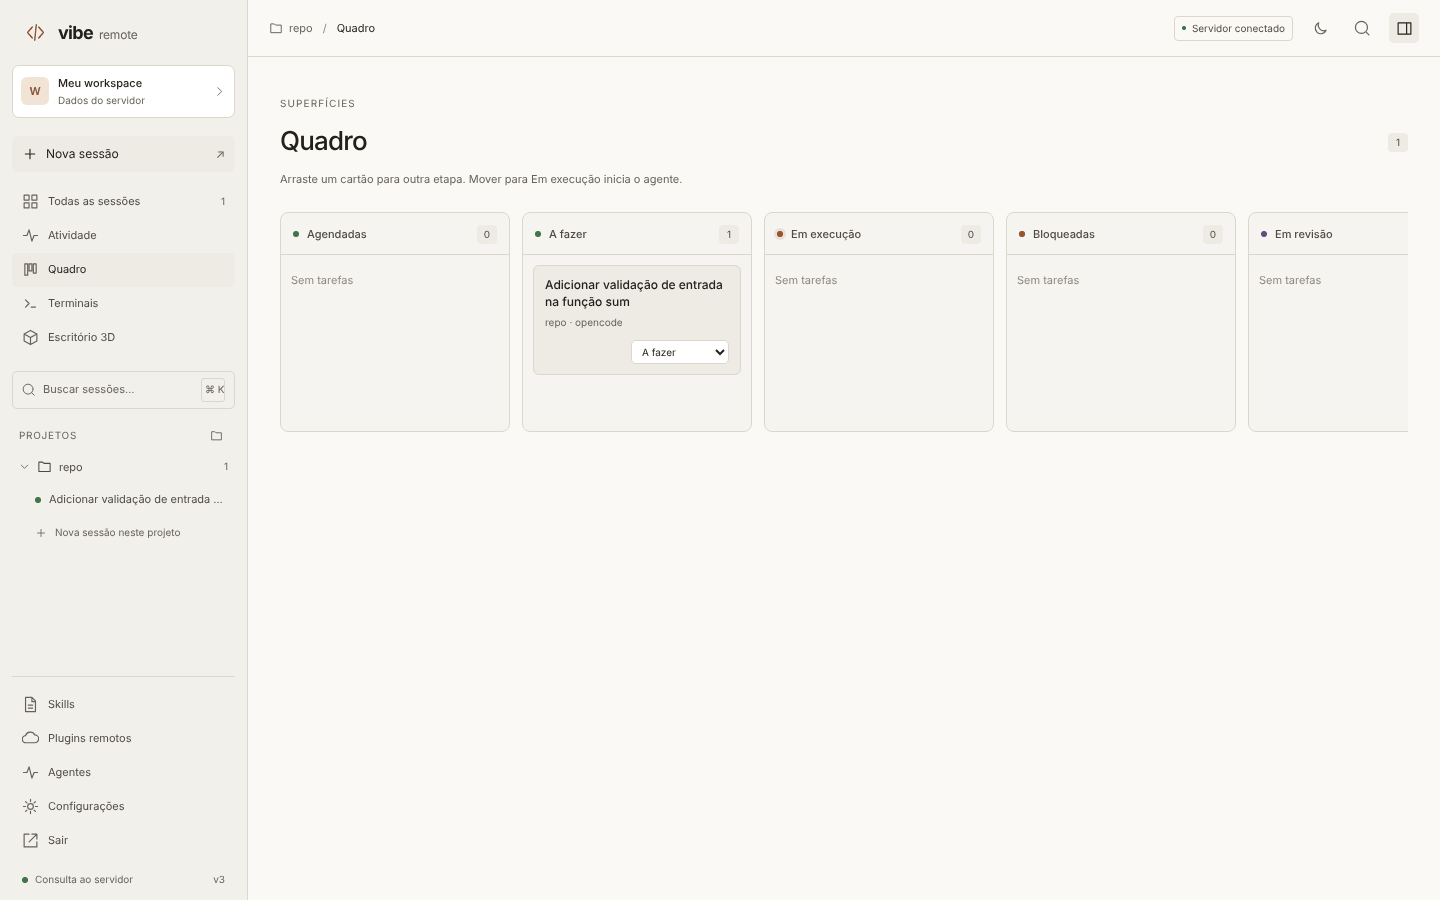 vibe remote
W
Meu workspace
Dados do servidor
Nova sessão
Todas as sessões 1
Atividade
Quadro
Terminais
Escritório 3D
Buscar sessões... ⌘ K
PROJETOS
repo 1
Adicionar validação de entrada ...
Nova sessão neste projeto
Skills
Plugins remotos
Agentes
Configurações
Sair
Consulta ao servidor v3
repo / Quadro
Servidor conectado
SUPERFÍCIES
Quadro
1
Arraste um cartão para outra etapa. Mover para Em execução inicia o agente.
Agendadas 0
Sem tarefas
A fazer 1
Adicionar validação de entrada
na função sum
repo · opencode
A fazer
Em execução 0
Sem tarefas
Bloqueadas 0
Sem tarefas
Em revisão
Sem tarefas